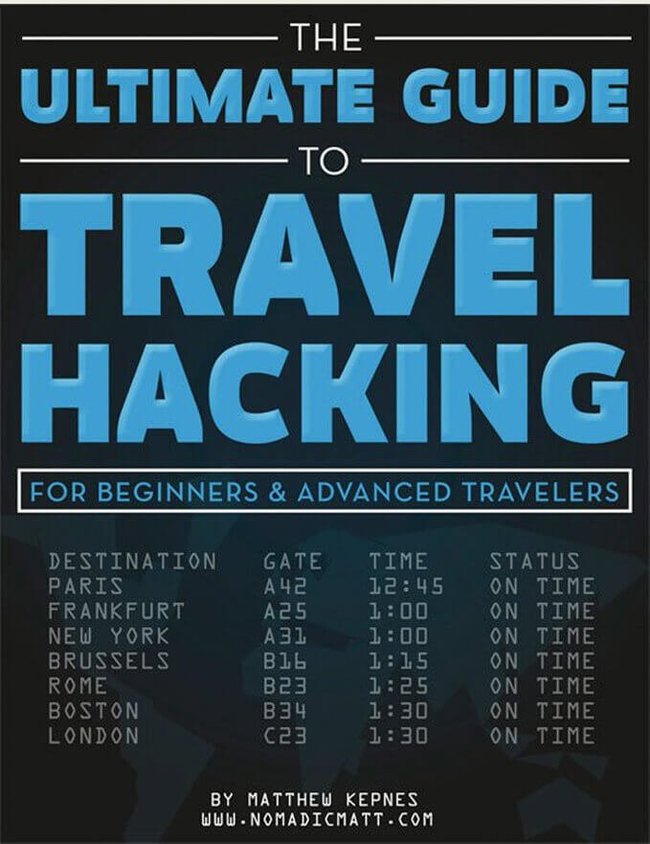 THE
ULTIMATE GUIDE
TO
TRAVEL
HACKING
FOR BEGINNERS & ADVANCED TRAVELERS
DESTINATION GATE TIME STATUS
PARIS A42 12:45 ON TIME
FRANKFURT A25 1:00 ON TIME
NEW YORK A31 1:00 ON TIME
BRUSSELS B16 1:15 ON TIME
ROME B23 1:25 ON TIME
BOSTON B34 1:30 ON TIME
LONDON C23 1:30 ON TIME
BY MATTHEW KEPNES
WWW.NOMADICMATT.COM